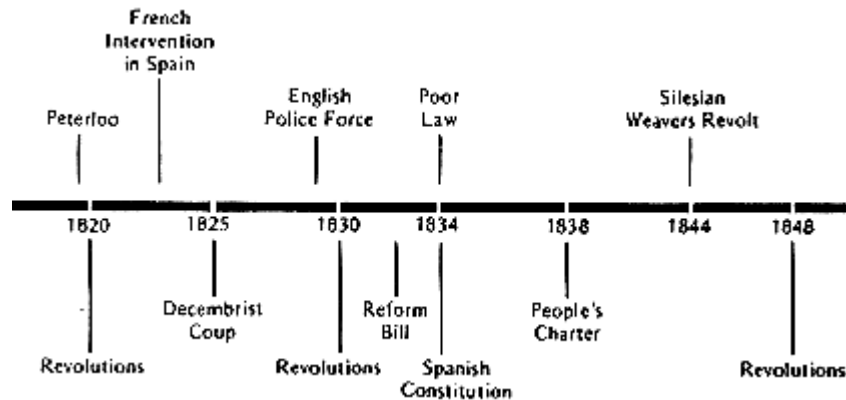 French
Intervention
in Spain
Peterloo
English
Police Force
Poor
Law
Silesian
Weavers Revolt
1820 1825 1830 1834 1838 1844 1848
Decembrist
Coup
Reform
Bill
People's
Charter
Revolutions
Revolutions
Spanish
Constitution
Revolutions